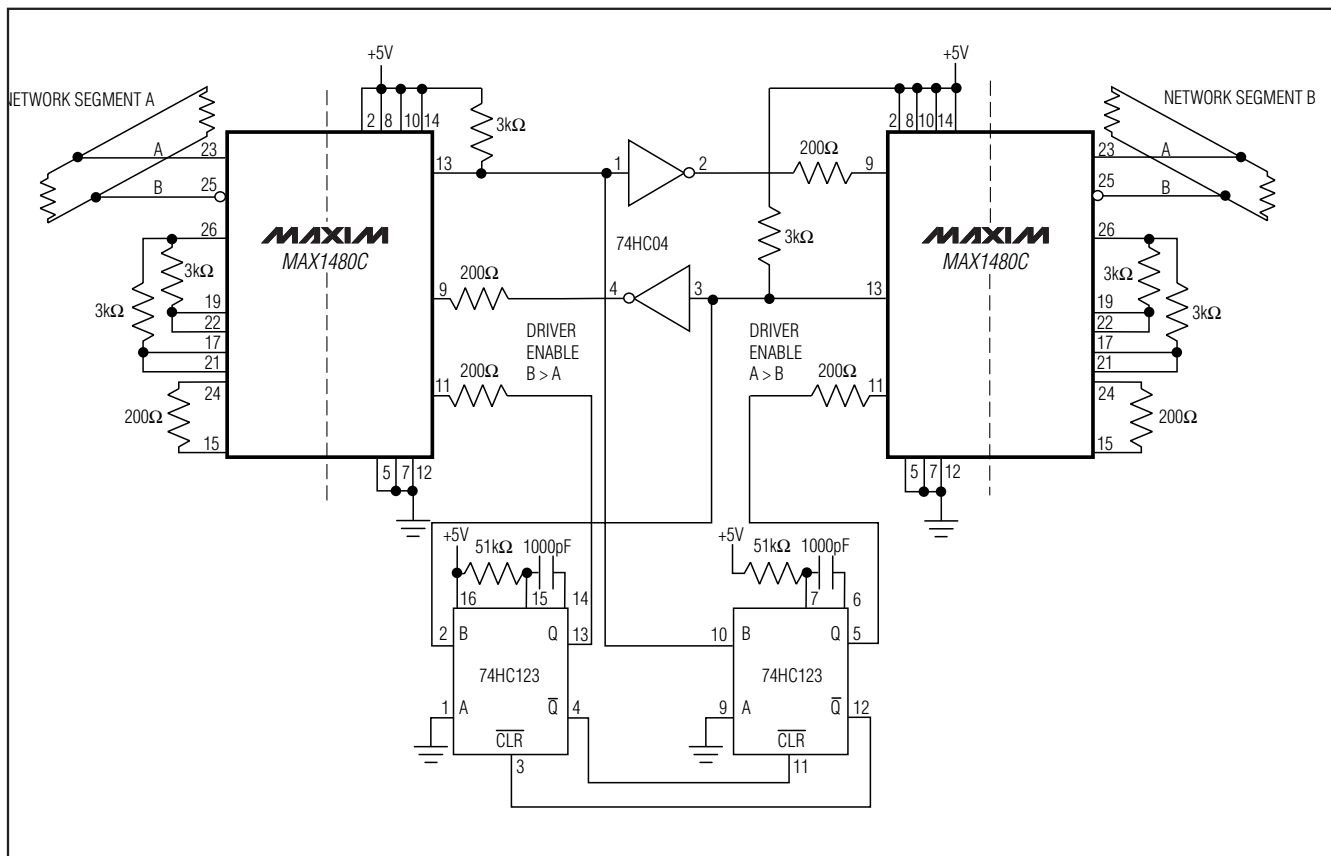 +5V
+5V
NETWORK SEGMENT A
NETWORK SEGMENT B
2 8 10 14
3kΩ
2 8 10 14
A 23
13
1 2
200Ω
9
23 A
B 25
25 B
MAXIM
MAX1480C
74HC04
3kΩ
MAXIM
MAX1480C
26
26
3kΩ
200Ω
3kΩ
3kΩ
19
9
4
3
13
19
3kΩ
22
22
17
DRIVER
ENABLE
B > A
DRIVER
ENABLE
A > B
17
21
21
200Ω
200Ω
24
11
11
24
200Ω
200Ω
15
15
5 7 12
5 7 12
+5V
51kΩ
1000pF
+5V
51kΩ
1000pF
16 15 14
7 6
2 B Q 13
10 B Q 5
74HC123
74HC123
1 A Q̅ 4
9 A Q̅ 12
C̅L̅R̅
C̅L̅R̅
3
11